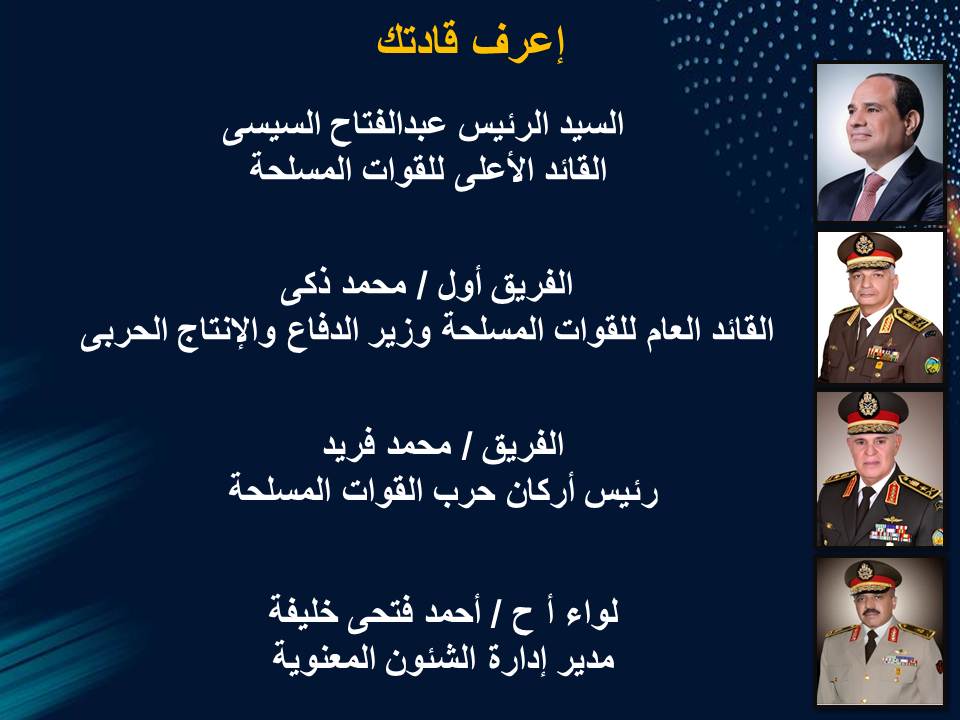 إعرف قادتك
السيد الرئيس عبدالفتاح السيسى
القائد الأعلى للقوات المسلحة
الفريق أول / محمد ذكى
القائد العام للقوات المسلحة وزير الدفاع والإنتاج الحربى
الفريق / محمد فريد
رئيس أركان حرب القوات المسلحة
لواء أ ح / أحمد فتحى خليفة
مدير إدارة الشئون المعنوية